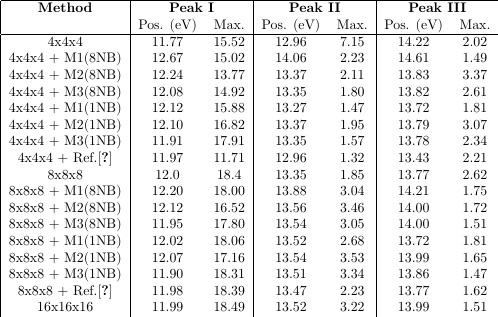 Method Peak I Peak II Peak III
Pos. (eV) Max. Pos. (eV) Max. Pos. (eV) Max.
4x4x4 11.77 15.52 12.96 7.15 14.22 2.02
4x4x4 + M1(8NB) 12.67 15.02 14.06 2.23 14.61 1.49
4x4x4 + M2(8NB) 12.24 13.77 13.37 2.11 13.83 3.37
4x4x4 + M3(8NB) 12.08 14.92 13.35 1.80 13.82 2.61
4x4x4 + M1(1NB) 12.12 15.88 13.27 1.47 13.72 1.81
4x4x4 + M2(1NB) 12.10 16.82 13.37 1.95 13.79 3.07
4x4x4 + M3(1NB) 11.91 17.91 13.35 1.57 13.78 2.34
4x4x4 + Ref.[?] 11.97 11.71 12.96 1.32 13.43 2.21
8x8x8 12.0 18.4 13.35 1.85 13.77 2.62
8x8x8 + M1(8NB) 12.20 18.00 13.88 3.04 14.21 1.75
8x8x8 + M2(8NB) 12.12 16.52 13.56 3.46 14.00 1.72
8x8x8 + M3(8NB) 11.95 17.80 13.54 3.05 14.00 1.51
8x8x8 + M1(1NB) 12.02 18.06 13.52 2.68 13.72 1.81
8x8x8 + M2(1NB) 12.07 17.16 13.54 3.53 13.99 1.65
8x8x8 + M3(1NB) 11.90 18.31 13.51 3.34 13.86 1.47
8x8x8 + Ref.[?] 11.98 18.39 13.47 2.23 13.77 1.62
16x16x16 11.99 18.49 13.52 3.22 13.99 1.51